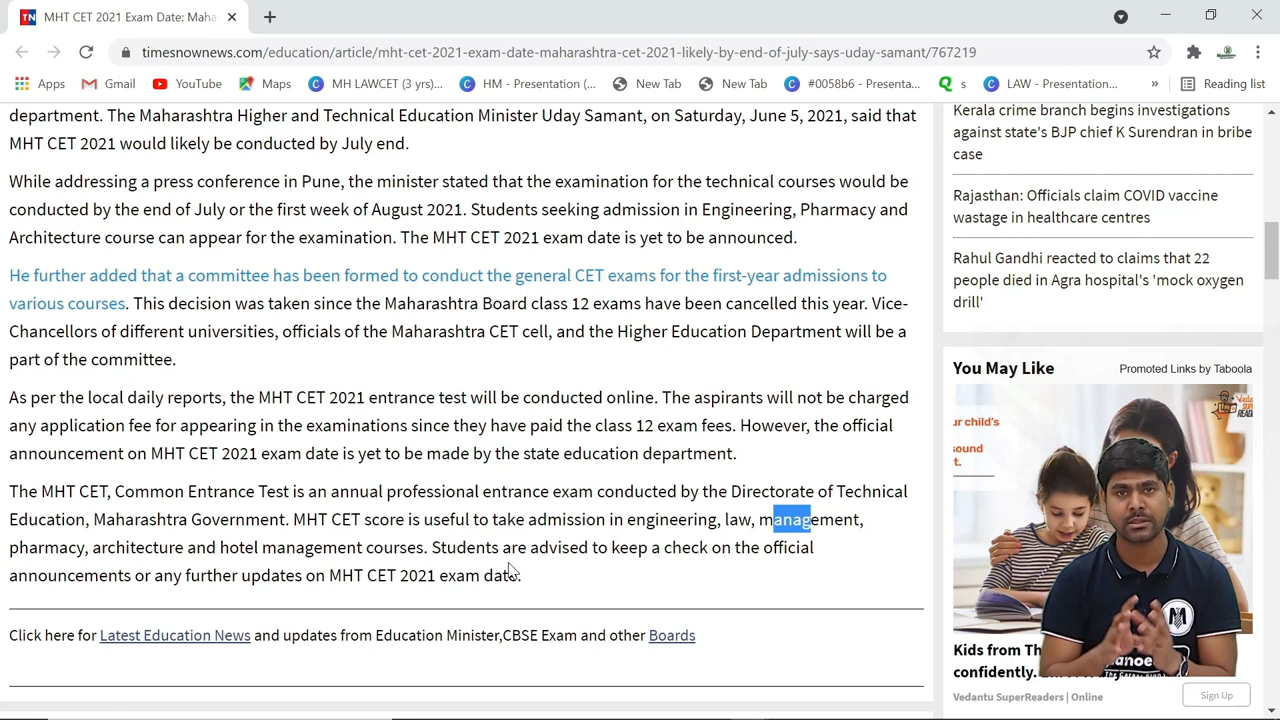 MHT CET 2021 Exam Date: Maha
timesnownews.com/education/article/mht-cet-2021-exam-date-maharashtra-cet-2021-likely-by-end-of-july-says-uday-samant/767219
Apps Gmail YouTube Maps MH LAWCET (3 yrs)... HM - Presentation (... New Tab New Tab #0058b6 - Presenta... s LAW - Presentation... » Reading list
department. The Maharashtra Higher and Technical Education Minister Uday Samant, on Saturday, June 5, 2021, said that
MHT CET 2021 would likely be conducted by July end.
While addressing a press conference in Pune, the minister stated that the examination for the technical courses would be
conducted by the end of July or the first week of August 2021. Students seeking admission in Engineering, Pharmacy and
Architecture course can appear for the examination. The MHT CET 2021 exam date is yet to be announced.
He further added that a committee has been formed to conduct the general CET exams for the first-year admissions to
various courses. This decision was taken since the Maharashtra Board class 12 exams have been cancelled this year. Vice-
Chancellors of different universities, officials of the Maharashtra CET cell, and the Higher Education Department will be a
part of the committee.
As per the local daily reports, the MHT CET 2021 entrance test will be conducted online. The aspirants will not be charged
any application fee for appearing in the examinations since they have paid the class 12 exam fees. However, the official
announcement on MHT CET 2021 exam date is yet to be made by the state education department.
The MHT CET, Common Entrance Test is an annual professional entrance exam conducted by the Directorate of Technical
Education, Maharashtra Government. MHT CET score is useful to take admission in engineering, law, management,
pharmacy, architecture and hotel management courses. Students are advised to keep a check on the official
announcements or any further updates on MHT CET 2021 exam date.
Click here for Latest Education News and updates from Education Minister,CBSE Exam and other Boards
Kerala crime branch begins investigations
against state's BJP chief K Surendran in bribe
case
Rajasthan: Officials claim COVID vaccine
wastage in healthcare centres
Rahul Gandhi reacted to claims that 22
people died in Agra hospital's 'mock oxygen
drill'
You May Like Promoted Links by Taboola
ur child's
ound
t.
Kids from Th
confidently.
Vedantu SuperReaders | Online
Sign Up